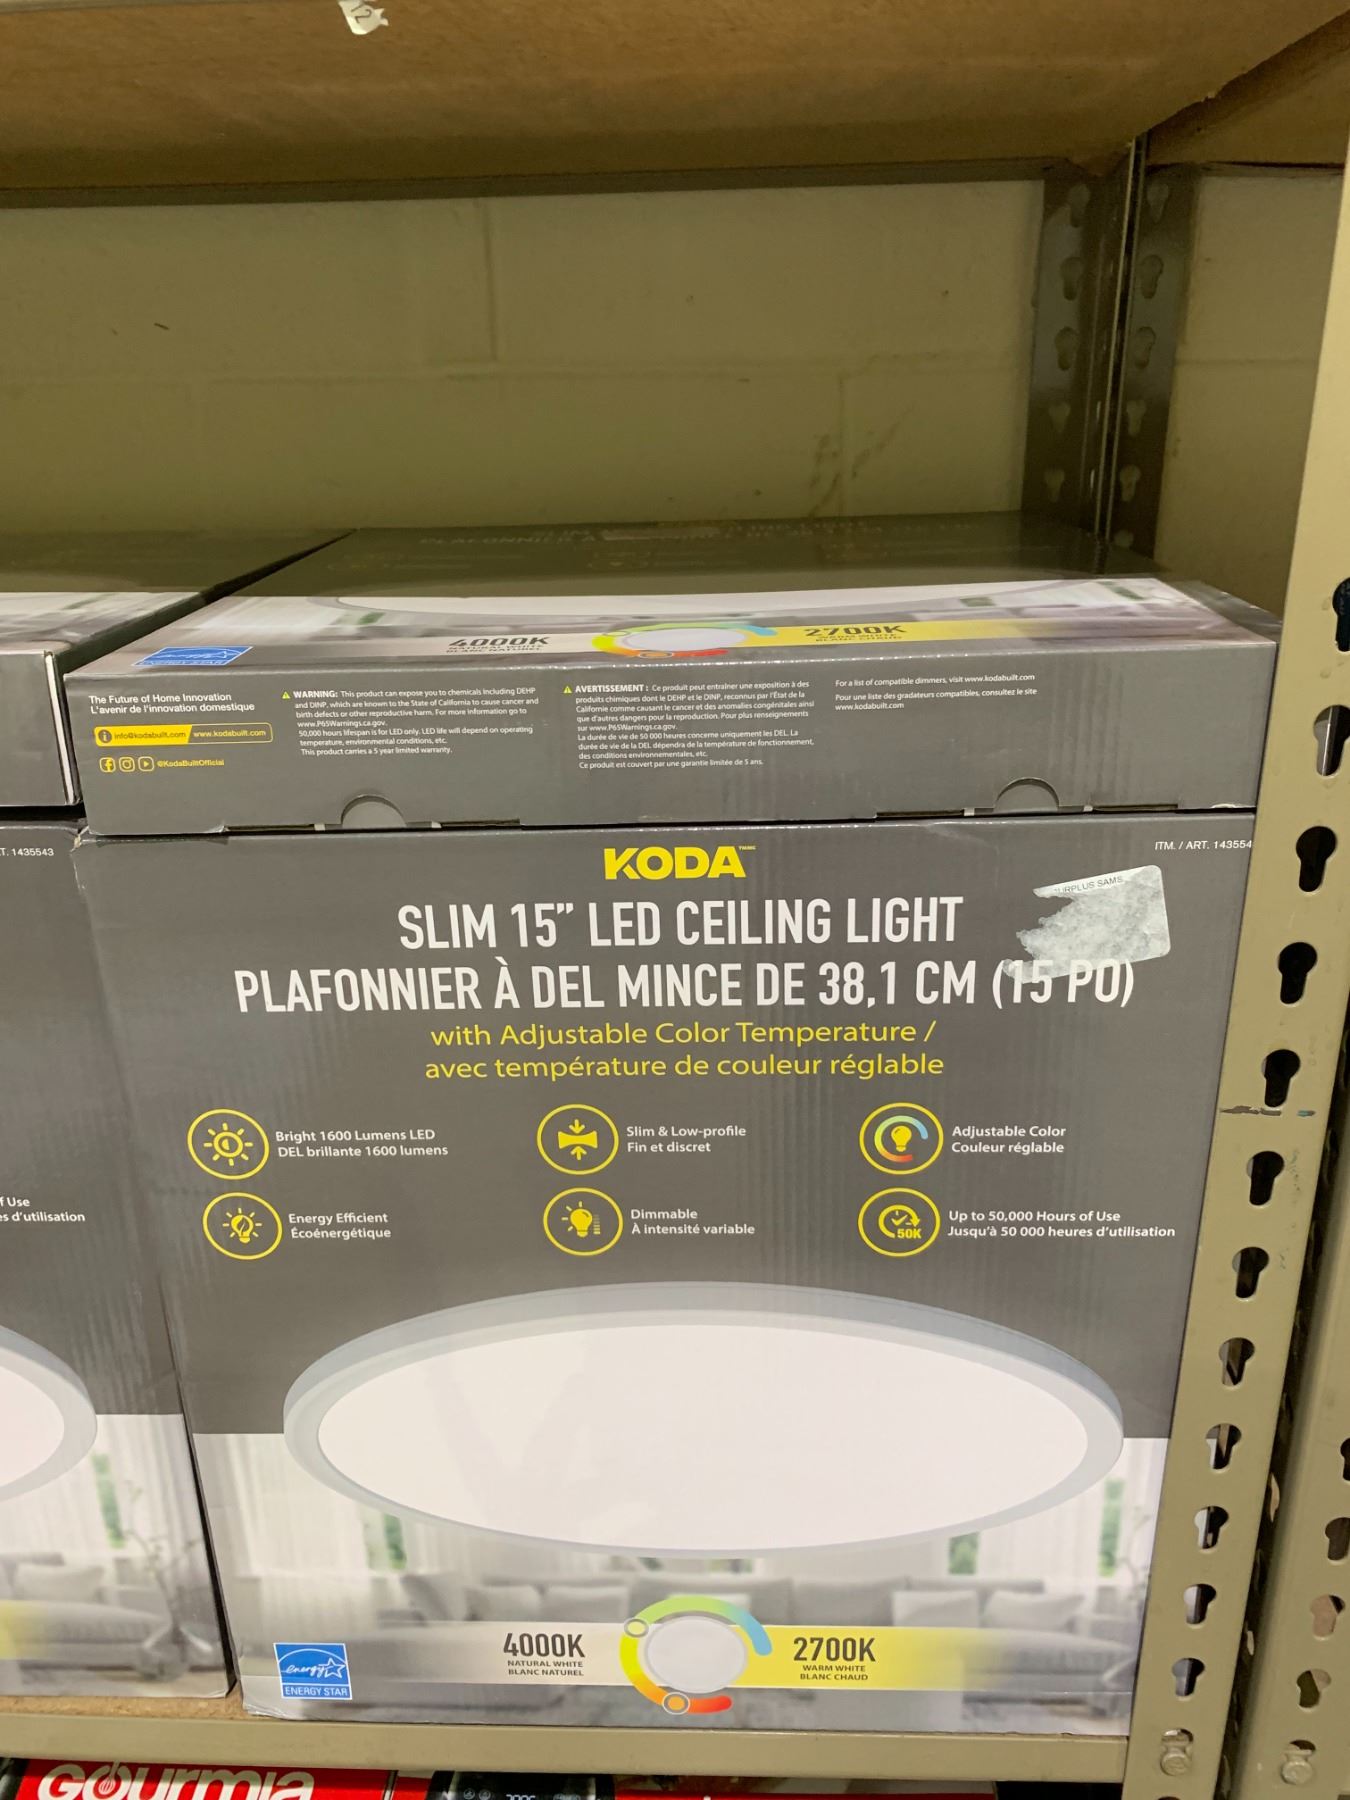 12
4000K
NATURAL WHITE
BLANC NATUREL
2700K
WARM WHITE
BLANC CHAUD
ENERGY STAR
The Future of Home Innovation
L'avenir de l'innovation domestique
info@kodabuilt.com www.kodabuilt.com
@KodaBuiltOfficial
WARNING: This product can expose you to chemicals including DEHP
and DINP, which are known to the State of California to cause cancer and
birth defects or other reproductive harm. For more information go to
www.P65Warnings.ca.gov.
50,000 hours lifespan is for LED only. LED life will depend on operating
temperature, environmental conditions, etc.
This product carries a 5 year limited warranty.
AVERTISSEMENT : Ce produit peut entraîner une exposition à des
produits chimiques dont le DEHP et le DINP, reconnus par l'État de la
Californie comme causant le cancer et des anomalies congénitales ainsi
que d'autres dangers pour la reproduction. Pour plus renseignements
sur www.P65Warnings.ca.gov.
La durée de vie de 50 000 heures concerne uniquement les DEL. La
durée de vie de la DEL dépendra de la température de fonctionnement,
des conditions environnementales, etc.
Ce produit est couvert par une garantie limitée de 5 ans.
For a list of compatible dimmers, visit www.kodabuilt.com
Pour une liste des gradateurs compatibles, consultez le site
www.kodabuilt.com
T. 1435543
KODA
ITM. / ART. 143554
SURPLUS SAMS
SLIM 15" LED CEILING LIGHT
PLAFONNIER À DEL MINCE DE 38,1 CM (15 PO)
with Adjustable Color Temperature /
avec température de couleur réglable
Bright 1600 Lumens LED
DEL brillante 1600 lumens
Slim & Low-profile
Fin et discret
Adjustable Color
Couleur réglable
f Use
es d'utilisation
Energy Efficient
Écoénergétique
Dimmable
À intensité variable
50K
Up to 50,000 Hours of Use
Jusqu'à 50 000 heures d'utilisation
energy
ENERGY STAR
4000K
NATURAL WHITE
BLANC NATUREL
2700K
WARM WHITE
BLANC CHAUD
Gourmia